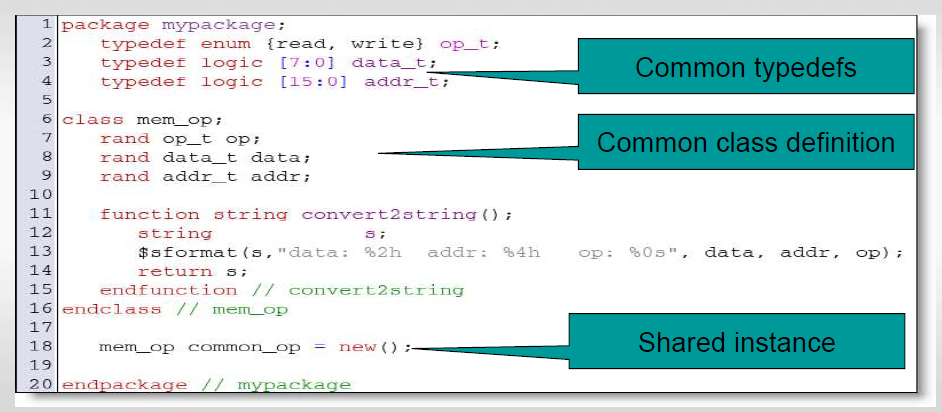 1 package mypackage;
2 typedef enum {read, write} op_t;
3 typedef logic [7:0] data_t;
4 typedef logic [15:0] addr_t;
5
6 class mem_op;
7 rand op_t op;
8 rand data_t data;
9 rand addr_t addr;
10
11 function string convert2string();
12 string s;
13 $sformat(s,"data: %2h addr: %4h op: %0s", data, addr, op);
14 return s;
15 endfunction // convert2string
16 endclass // mem_op
17
18 mem_op common_op = new();
19
20 endpackage // mypackage
Common typedefs
Common class definition
Shared instance